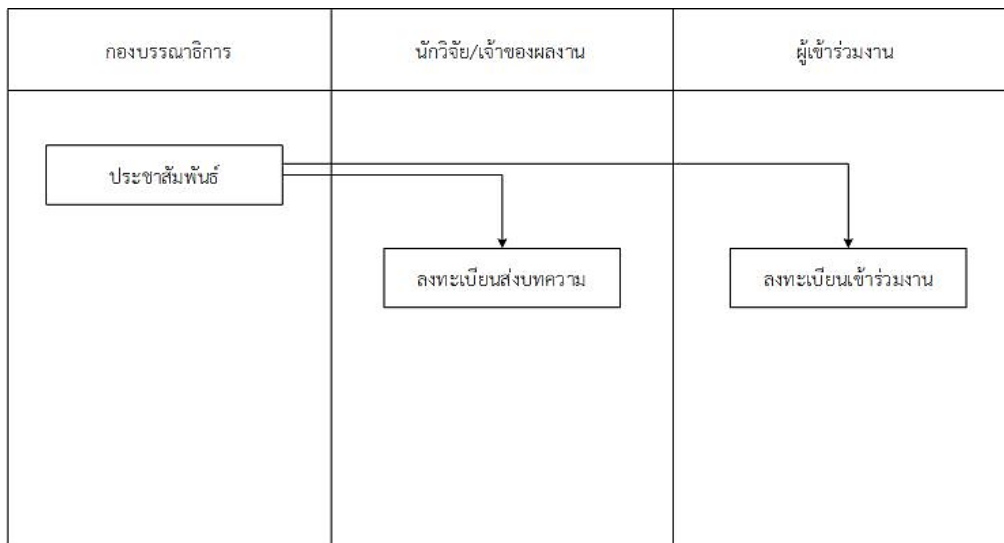 กองบรรณาธิการ
นักวิจัย/เจ้าของผลงาน
ผู้เข้าร่วมงาน
ประชาสัมพันธ์
ลงทะเบียนส่งบทความ
ลงทะเบียนเข้าร่วมงาน